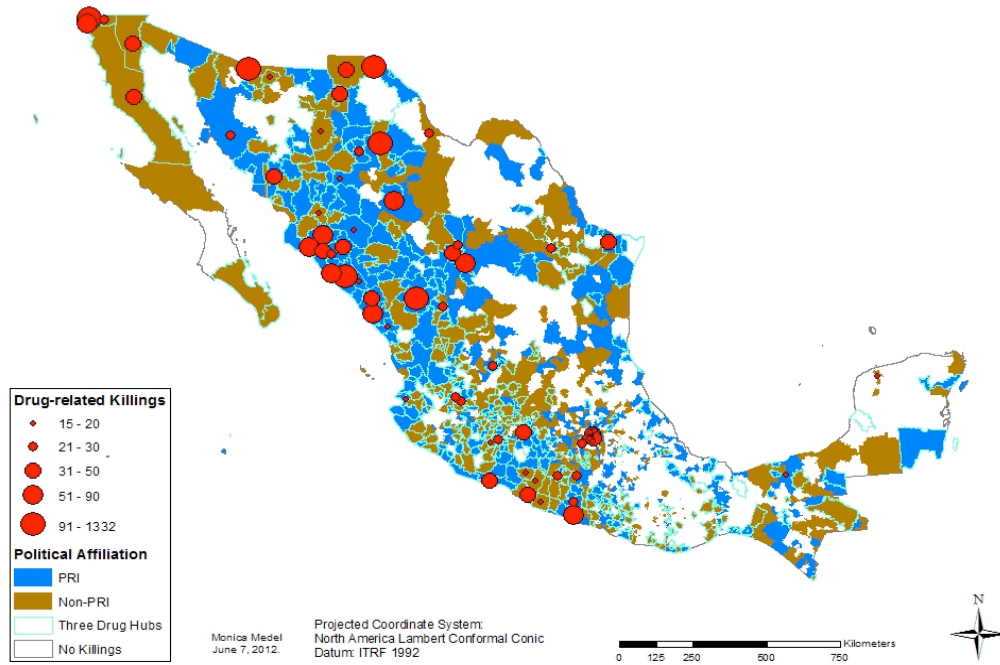 Drug-related Killings
15 - 20
21 - 30
31 - 50
51 - 90
91 - 1332
Political Affiliation
PRI
Non-PRI
Three Drug Hubs
No Killings
Monica Medel
June 7, 2012.
Projected Coordinate System:
North America Lambert Conformal Conic
Datum: ITRF 1992
Kilometers
0 125 250 500 750
N